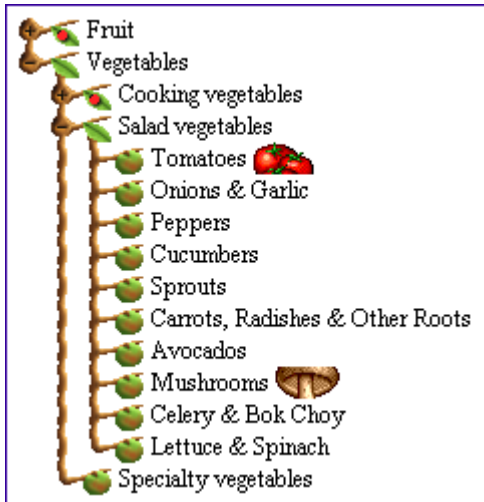 Fruit
Vegetables
Cooking vegetables
Salad vegetables
Tomatoes
Onions & Garlic
Peppers
Cucumbers
Sprouts
Carrots, Radishes & Other Roots
Avocados
Mushrooms
Celery & Bok Choy
Lettuce & Spinach
Specialty vegetables